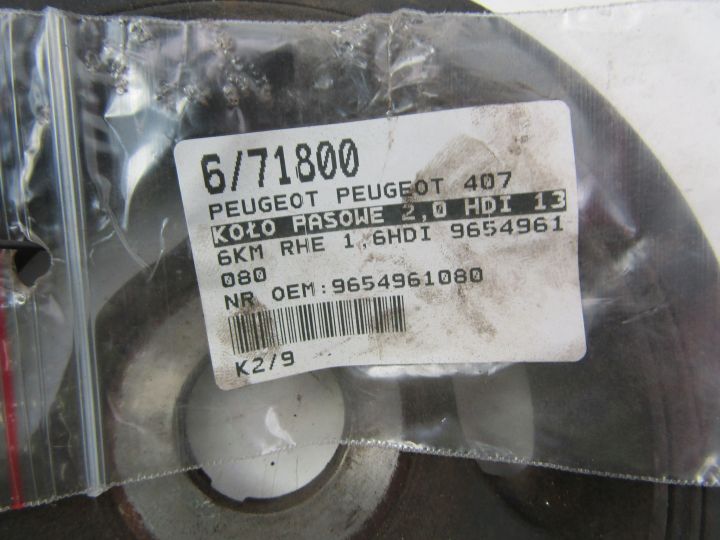 6/71800
PEUGEOT PEUGEOT 407
KOŁO PASOWE 2,0 HDI 13
6KM RHE 1,6HDI 9654961
080
NR OEM:9654961080
K2/9